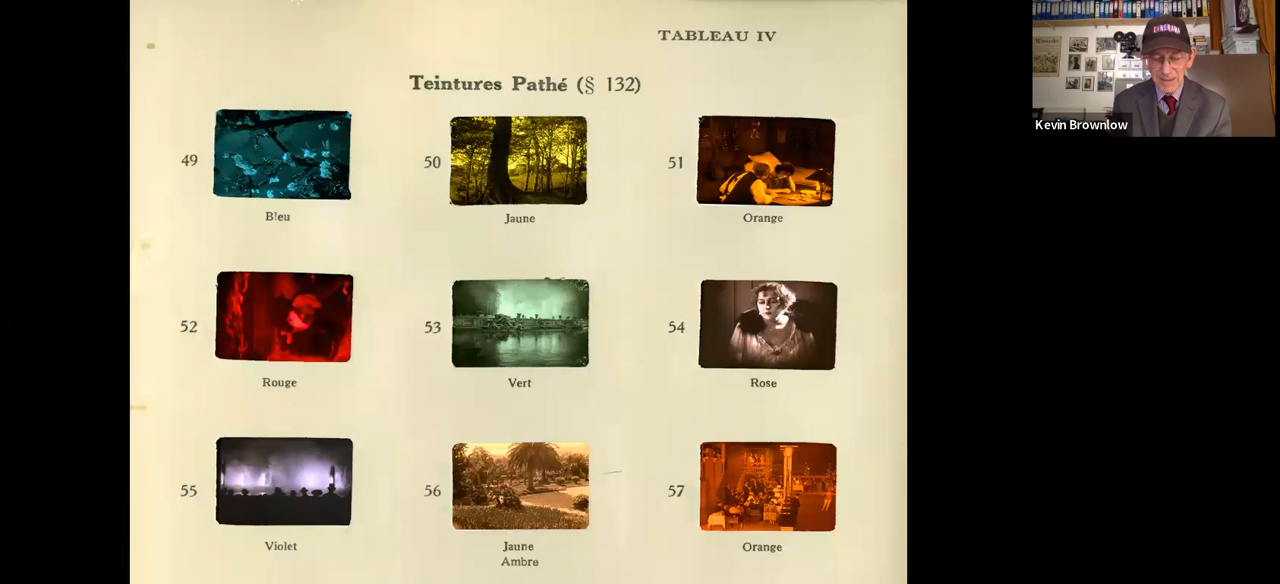 TABLEAU IV
Teintures Pathé (§ 132)
49
50
51
Bleu
Jaune
Orange
52
53
54
Rouge
Vert
Rose
55
56
57
Violet
Jaune
Ambre
Orange
CINERAMA
Kevin Brownlow